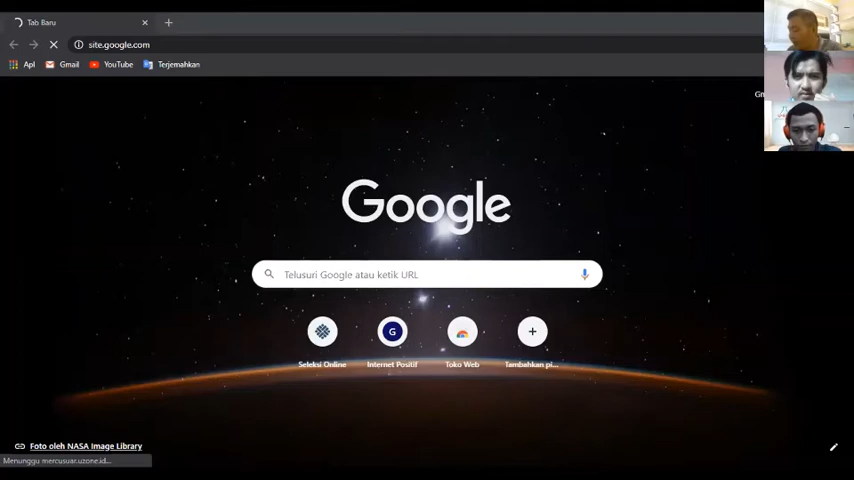 Tab Baru
site.google.com
Apl Gmail YouTube Terjemahkan
Google
Telusuri Google atau ketik URL
Seleksi Online Internet Positif Toko Web Tambahkan pi...
Foto oleh NASA Image Library
Menunggu mercusuar.uzone.id...